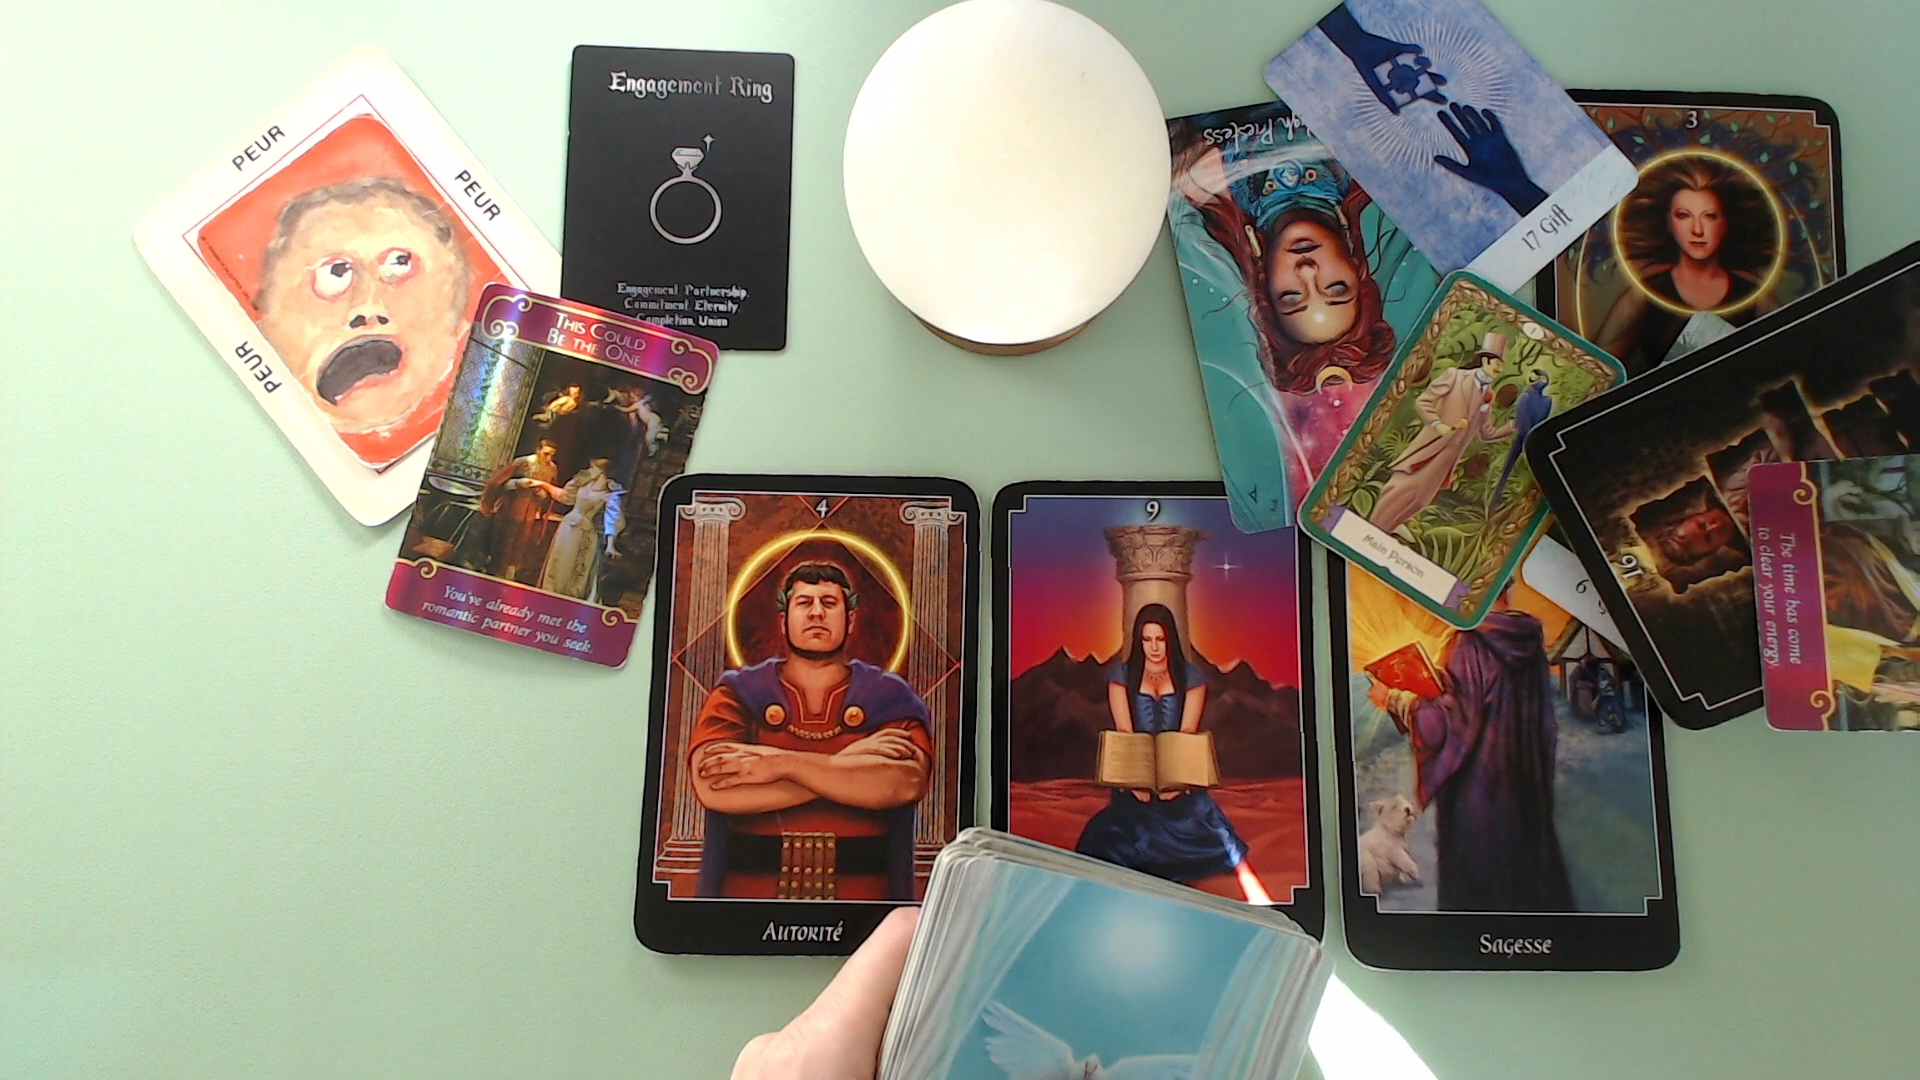 PEUR
PEUR
PEUR
Engagement Ring
Engagement Partnership,
Commitment Eternity,
Completion, Union
THIS COULD
BE THE ONE
You've already met the
romantic partner you seek.
4
AUTORITÉ
9
17 Gift
3
1
Main Person
SAGESSE
The time has come
to clear your energy